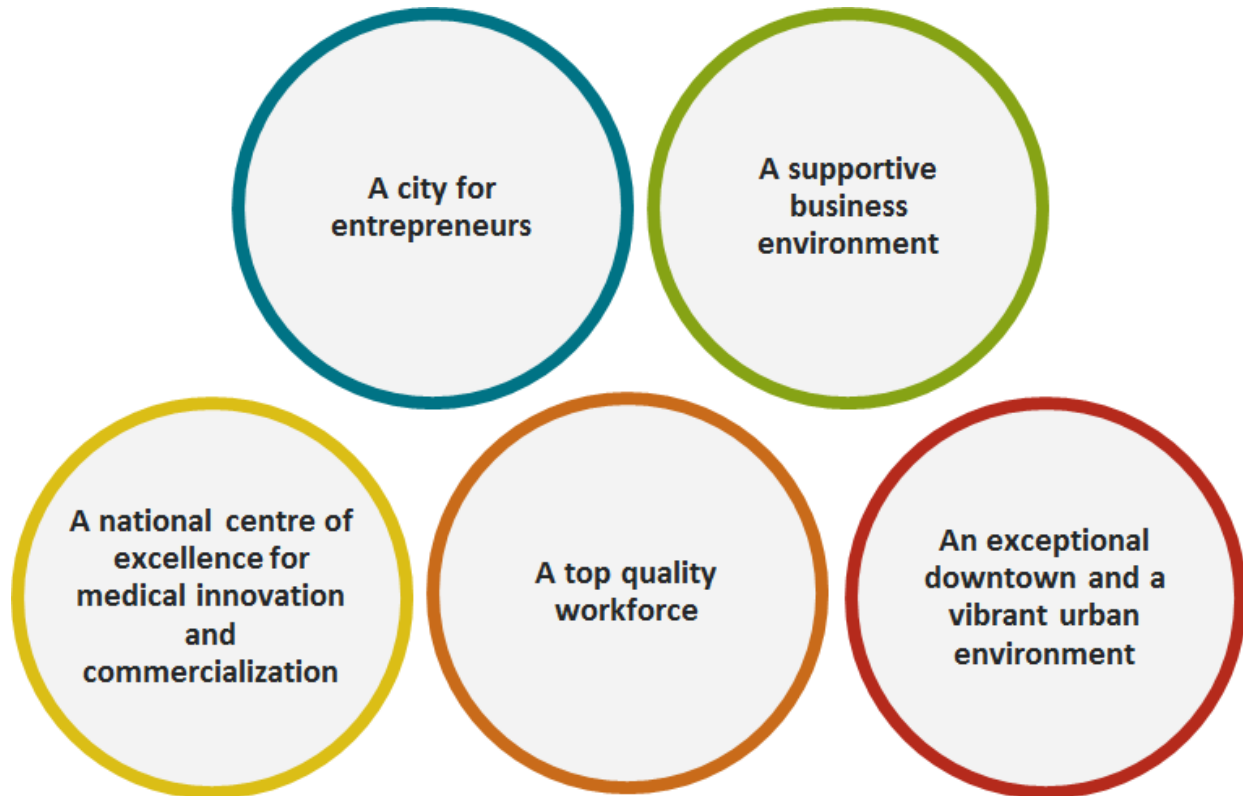 A city for
entrepreneurs
A supportive
business
environment
A national centre of
excellence for
medical innovation
and
commercialization
A top quality
workforce
An exceptional
downtown and a
vibrant urban
environment